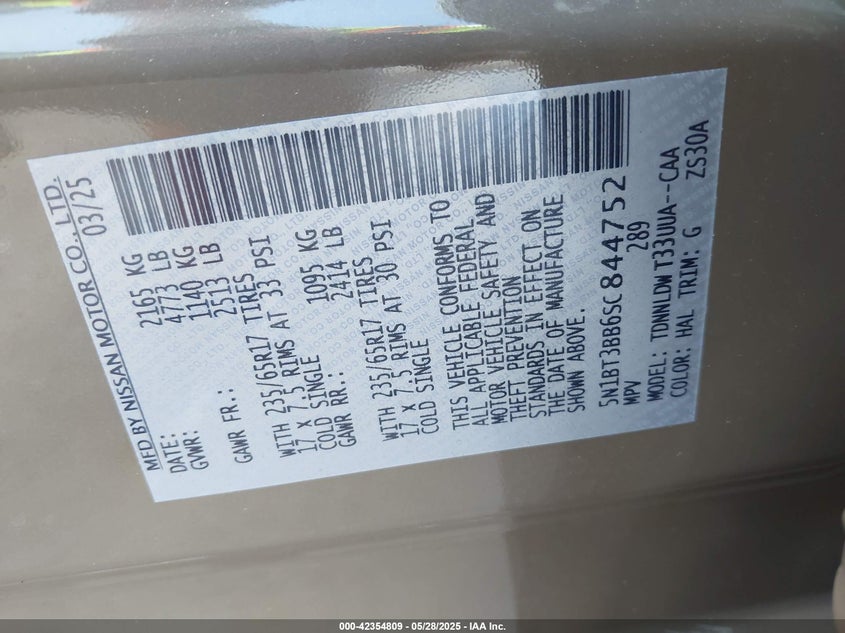 MFD BY NISSAN MOTOR CO., LTD.
DATE: 03/25
GVWR: 2165 KG
4773 LB
GAWR FR.: 1140 KG
2513 LB
WITH 235/65R17 TIRES
17 X 7.5 RIMS AT 33 PSI
COLD SINGLE
GAWR RR.: 1095 KG
2414 LB
WITH 235/65R17 TIRES
17 X 7.5 RIMS AT 30 PSI
COLD SINGLE
THIS VEHICLE CONFORMS TO
ALL APPLICABLE FEDERAL
MOTOR VEHICLE SAFETY AND
THEFT PREVENTION
STANDARDS IN EFFECT ON
THE DATE OF MANUFACTURE
SHOWN ABOVE.
5N1BT3BB6SC844752
MPV 289
MODEL: TDWNLDWT33UUA--CAA
COLOR: HAL TRIM: G ZS30A
000-42354809 — 05/28/2025 — IAA Inc.